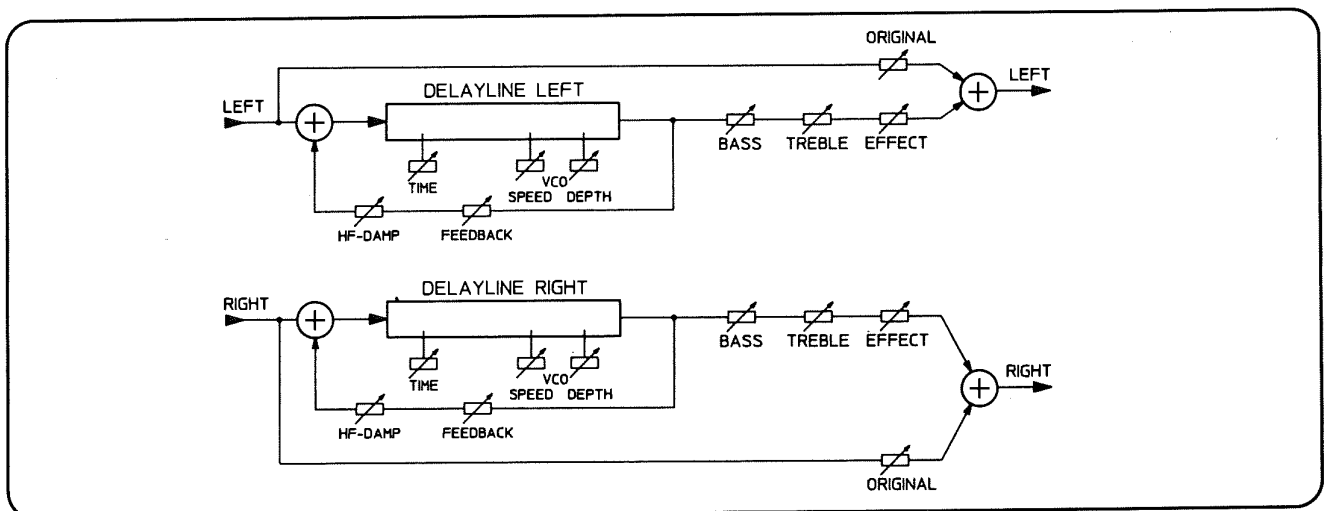 ORIGINAL
LEFT
DELAYLINE LEFT
LEFT
BASS TREBLE EFFECT
TIME
VCO
SPEED DEPTH
HF-DAMP FEEDBACK
RIGHT
DELAYLINE RIGHT
BASS TREBLE EFFECT
TIME
VCO
SPEED DEPTH
RIGHT
HF-DAMP FEEDBACK
ORIGINAL